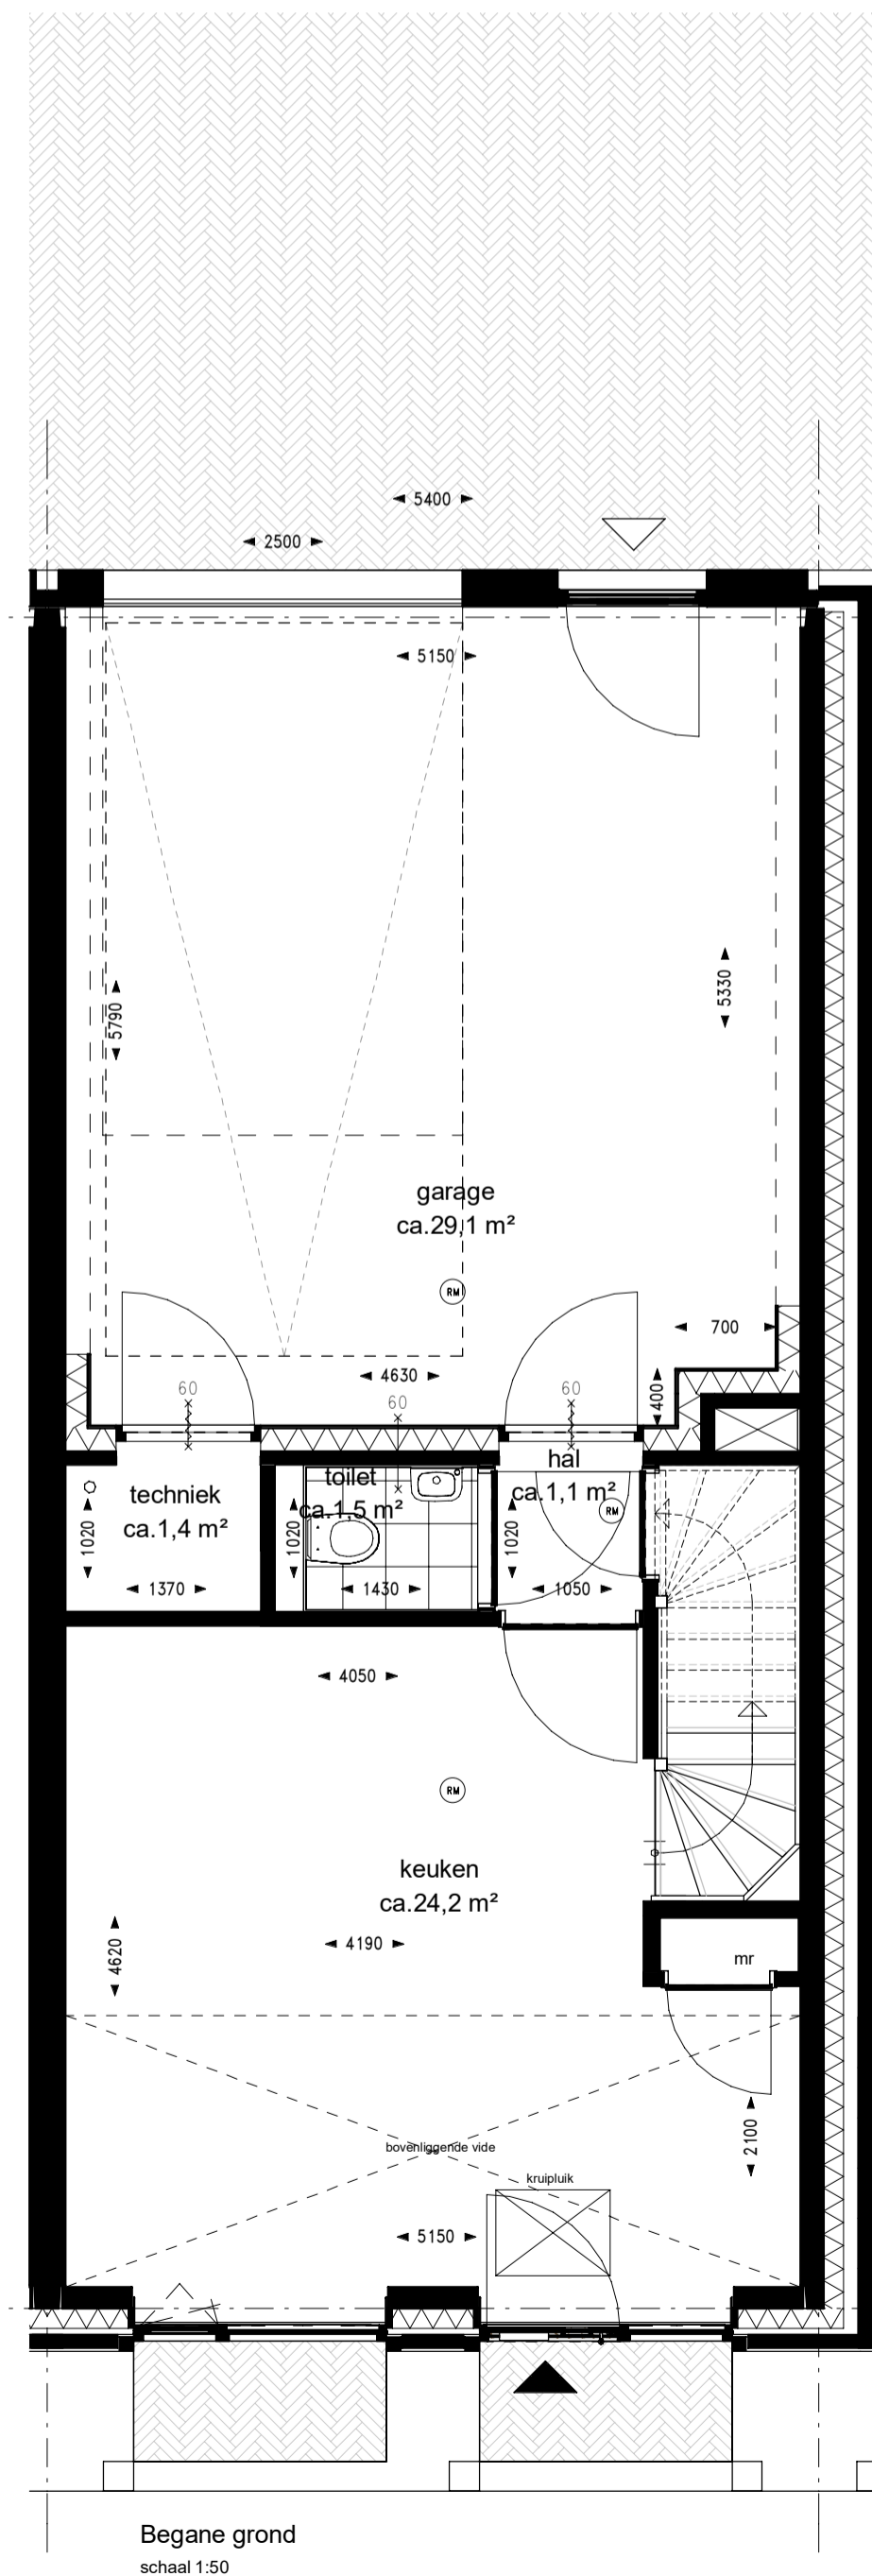 5400
2500
5150
5790
5330
garage
ca.29,1 m²
RM
700
4630
400
60
60
60
toilet
ca.1,5 m²
hal
ca.1,1 m²
RM
techniek
ca.1,4 m²
1020
1020
1020
1370
1430
1050
4050
RM
keuken
ca.24,2 m²
4620
4190
mr
2100
bovenliggende vide
kruipluik
5150
Begane grond
schaal 1:50